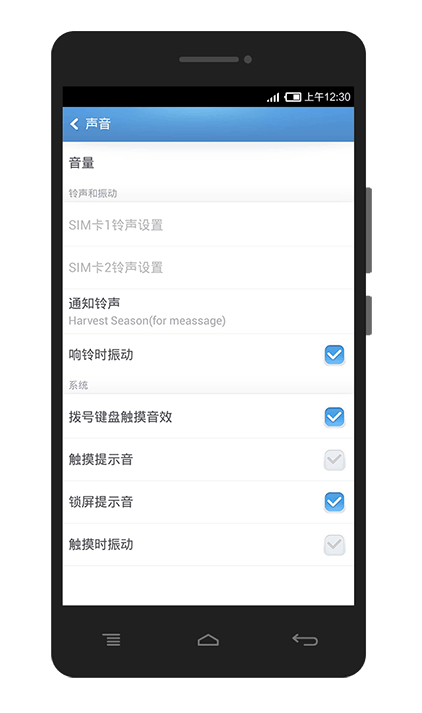 上午12:30
声音
音量
铃声和振动
SIM卡1铃声设置
SIM卡2铃声设置
通知铃声
Harvest Season(for meassage)
响铃时振动
系统
拨号键盘触摸音效
触摸提示音
锁屏提示音
触摸时振动